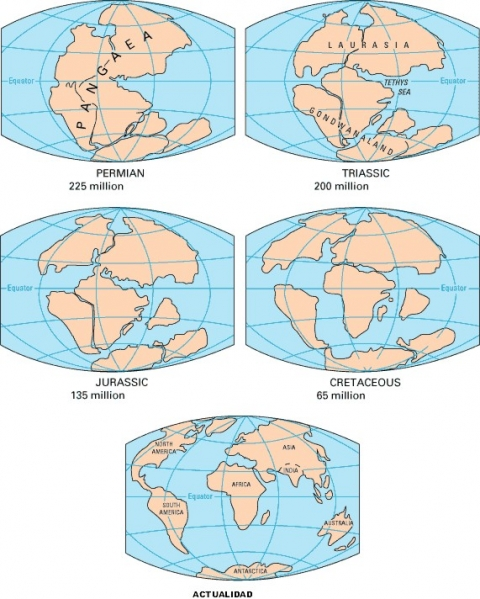 PANGAEA
Equator
PERMIAN
225 million
LAURASIA
TETHYS
SEA
Equator
GONDWANALAND
TRIASSIC
200 million
Equator
JURASSIC
135 million
Equator
CRETACEOUS
65 million
NORTH
AMERICA
ASIA
INDIA
AFRICA
Equator
SOUTH
AMERICA
AUSTRALIA
ANTARCTICA
ACTUALIDAD